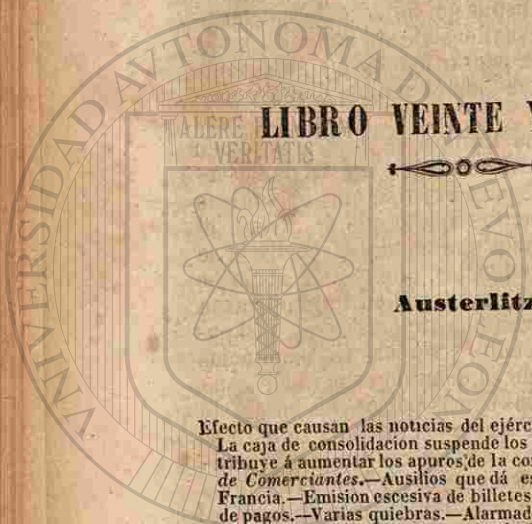 LIBRO VEINTE
Austerlitz
Efecto que causan las noticias del ejérc
La caja de consolidacion suspende los
tribuye á aumentar los apuros de la co
de Comerciantes.—Ausilios que dá es
Francia.—Emision escesiva de billetes
de pagos.—Varias quiebras.—Alarmad
UNIVERSIDAD AVTONOMA DE NUEVO LEON
ALERE
VERITATIS